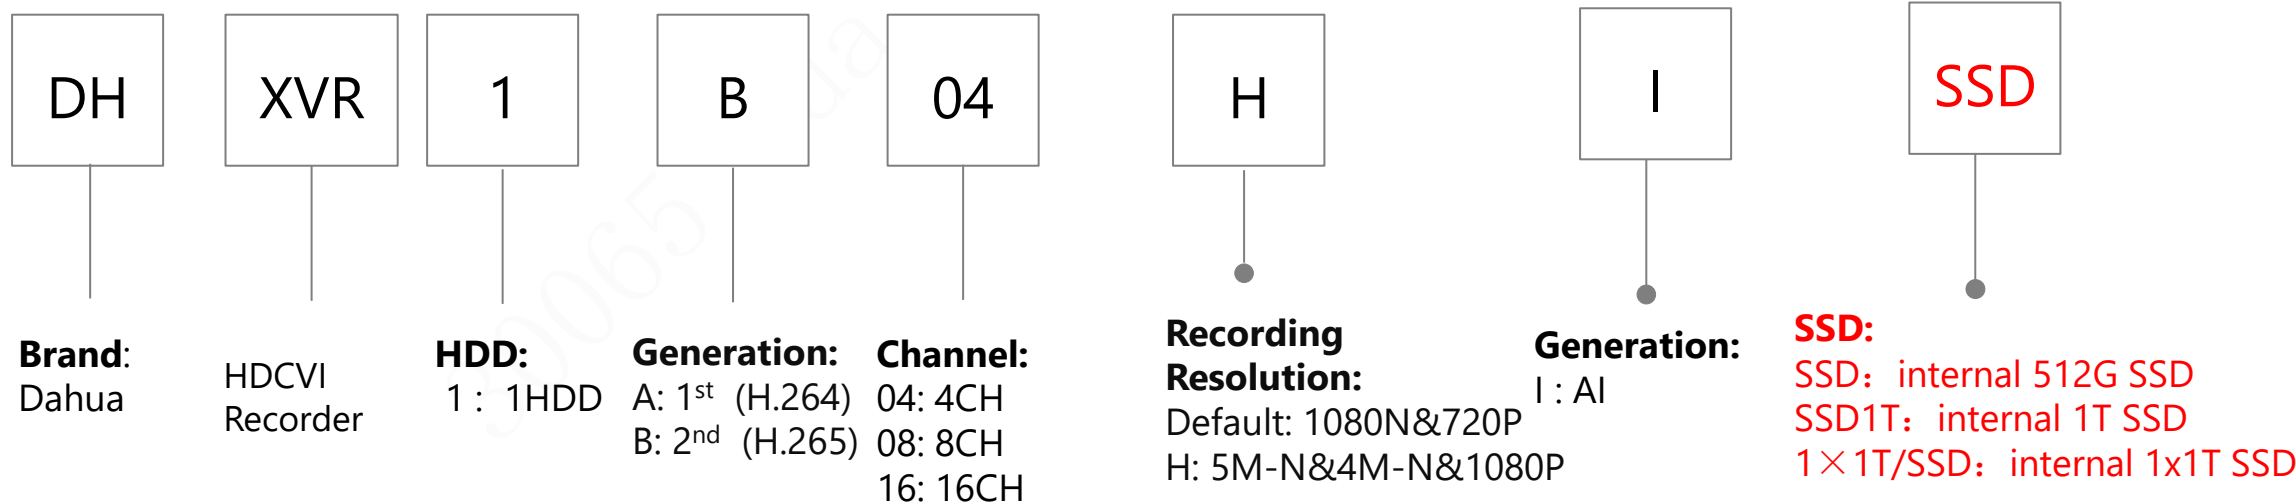 DH XVR 1 B 04 H I SSD
Brand:
Dahua
HDCVI
Recorder
HDD:
1 : 1HDD
Generation:
A: 1st (H.264)
B: 2nd (H.265)
Channel:
04: 4CH
08: 8CH
16: 16CH
Recording
Resolution:
Default: 1080N&720P
H: 5M-N&4M-N&1080P
Generation:
I : AI
SSD:
SSD：internal 512G SSD
SSD1T：internal 1T SSD
1×1T/SSD：internal 1x1T SSD